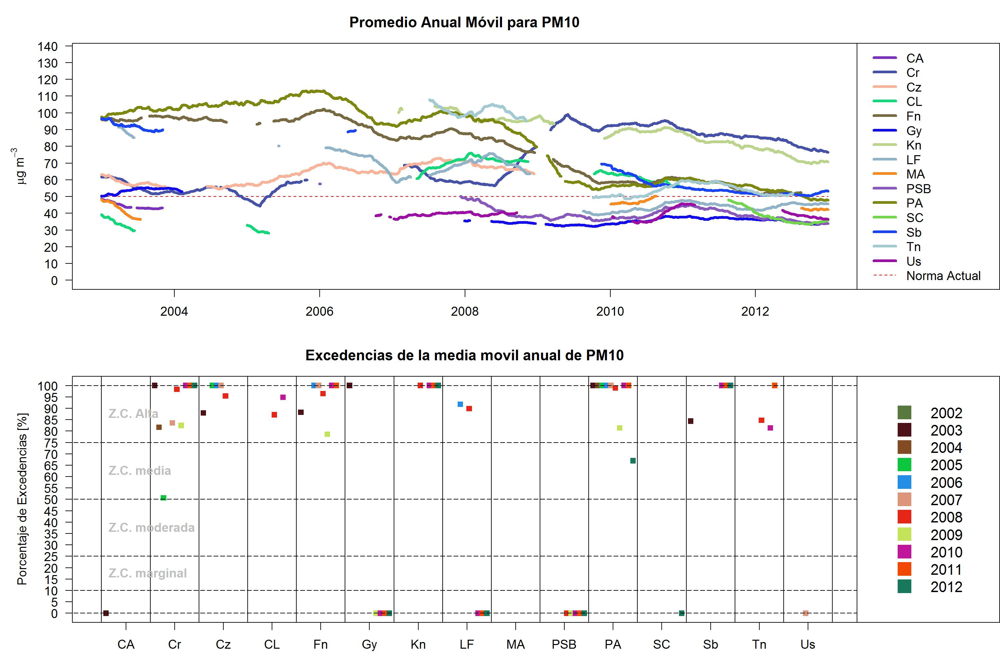 Promedio Anual Móvil para PM10
140
130
120
110
100
90
80
70
60
50
40
30
20
10
0
µg m⁻³
2004
2006
2008
2010
2012
CA
Cr
Cz
CL
Fn
Gy
Kn
LF
MA
PSB
PA
SC
Sb
Tn
Us
Norma Actual
Excedencias de la media movil anual de PM10
Porcentaje de Excedencias [%]
100
95
90
85
80
75
70
65
60
55
50
45
40
35
30
25
20
15
10
5
0
Z.C. Alta
Z.C. media
Z.C. moderada
Z.C. marginal
CA
Cr
Cz
CL
Fn
Gy
Kn
LF
MA
PSB
PA
SC
Sb
Tn
Us
2002
2003
2004
2005
2006
2007
2008
2009
2010
2011
2012